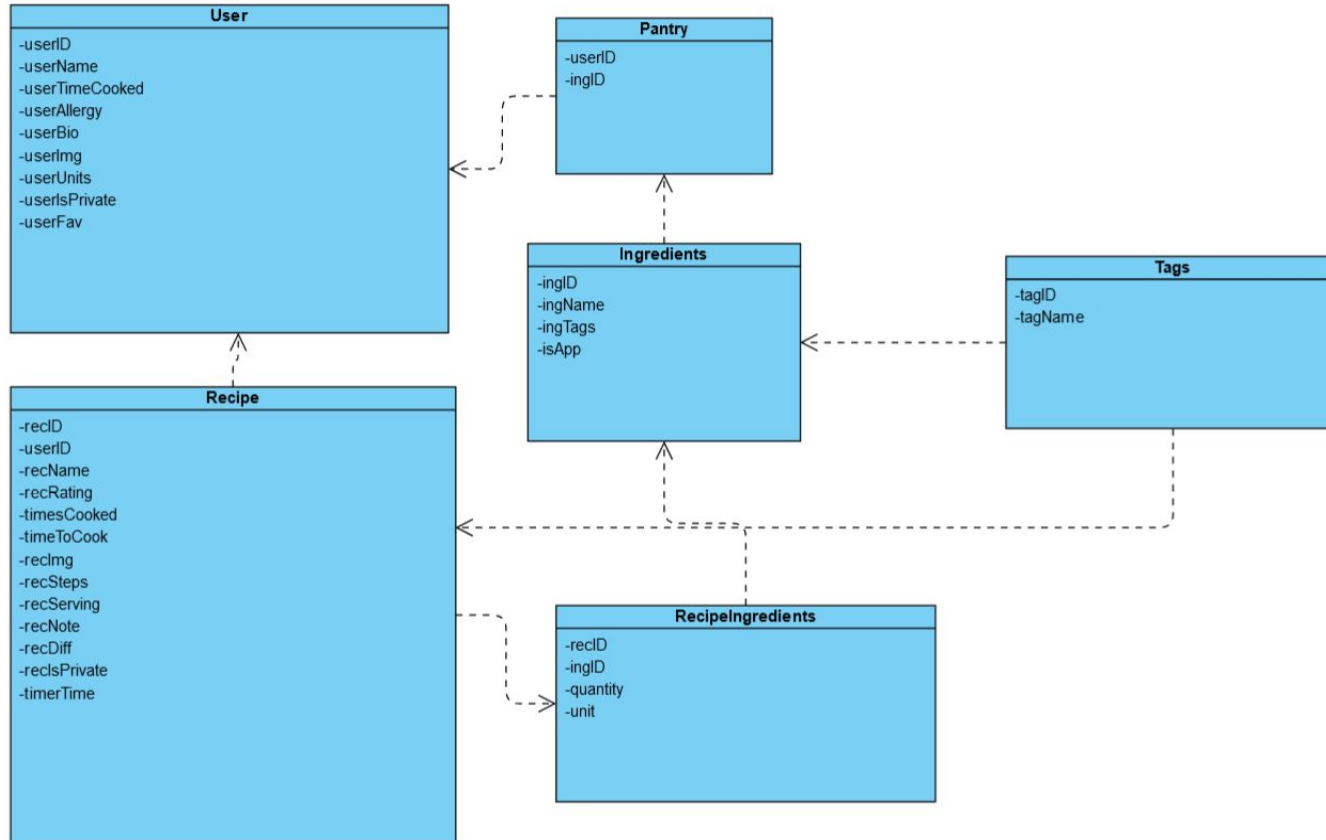 User
-userID
-userName
-userTimeCooked
-userAllergy
-userBio
-userImg
-userUnits
-userIsPrivate
-userFav
Pantry
-userID
-ingID
Ingredients
-ingID
-ingName
-ingTags
-isApp
Tags
-tagID
-tagName
Recipe
-recID
-userID
-recName
-recRating
-timesCooked
-timeToCook
-recImg
-recSteps
-recServing
-recNote
-recDiff
-recIsPrivate
-timerTime
RecipeIngredients
-recID
-ingID
-quantity
-unit